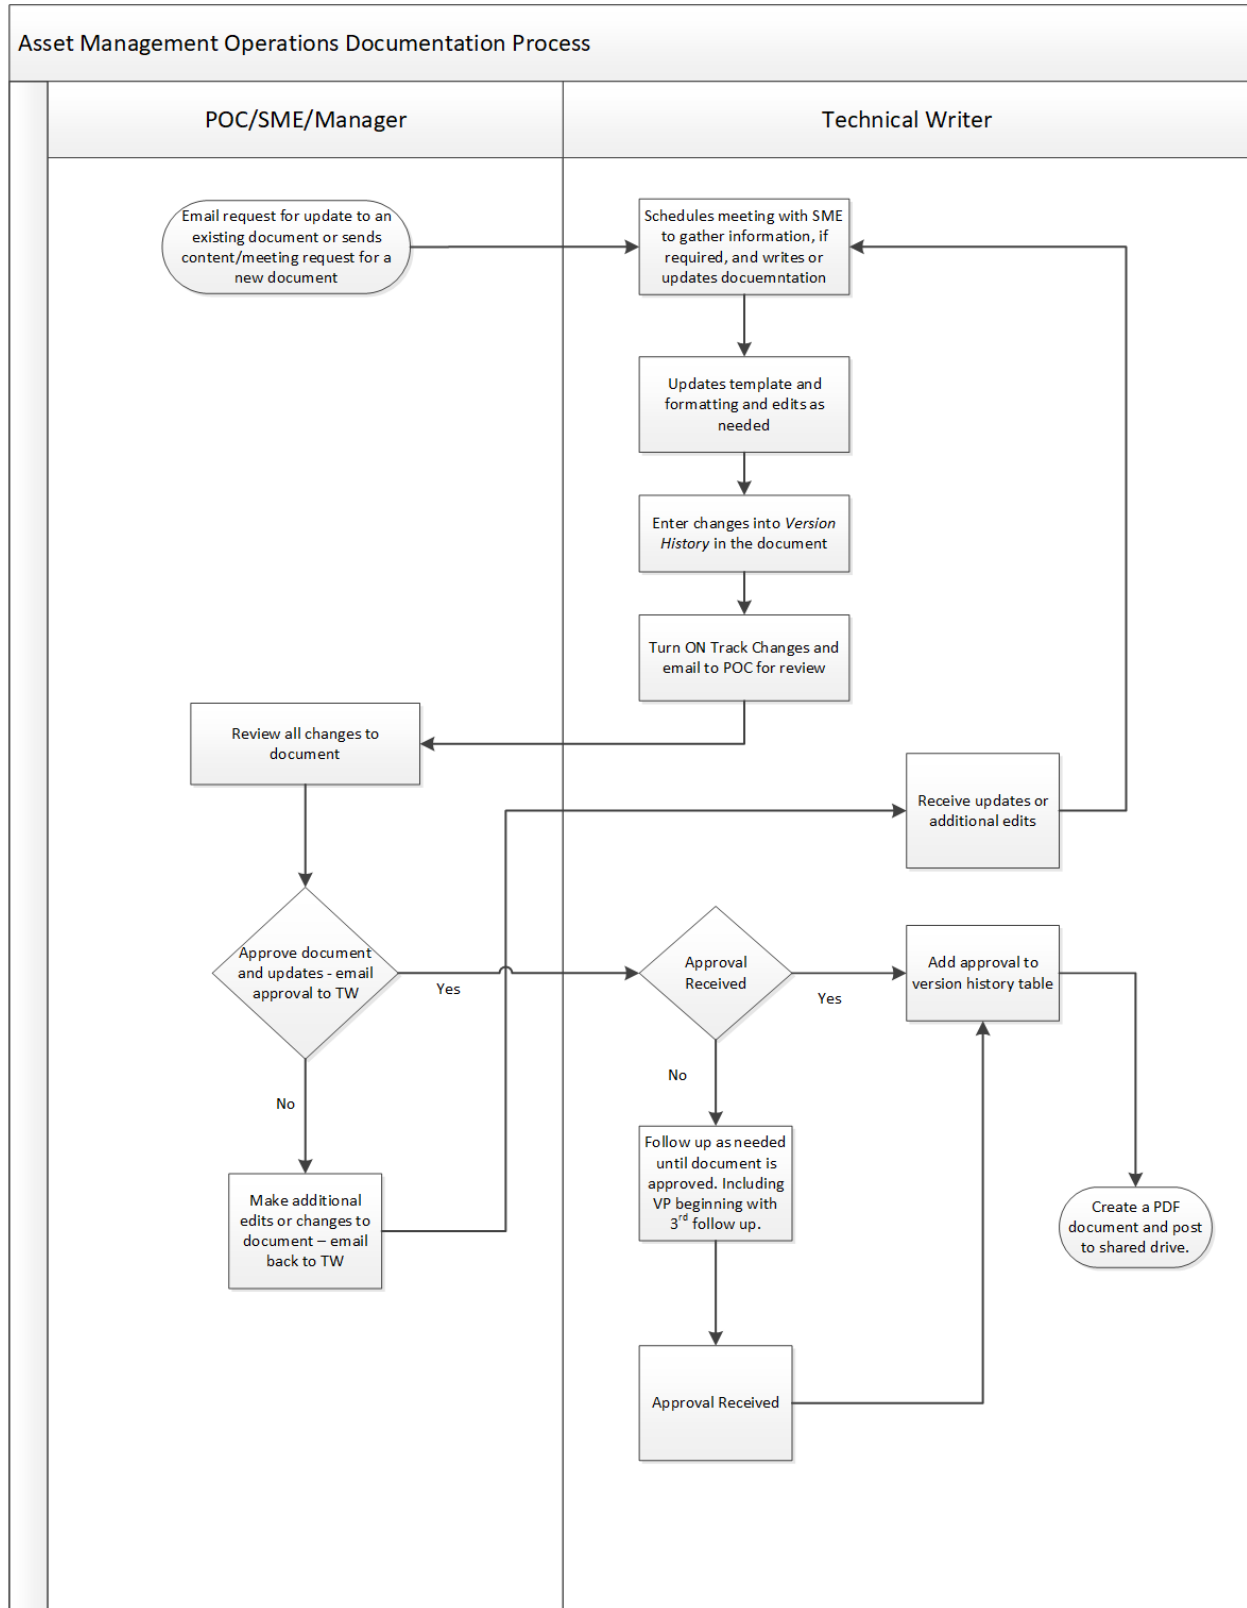 Asset Management Operations Documentation Process
POC/SME/Manager
Technical Writer
Email request for update to an
existing document or sends
content/meeting request for a
new document
Schedules meeting with SME
to gather information, if
required, and writes or
updates docuemntation
Updates template and
formatting and edits as
needed
Enter changes into Version
History in the document
Turn ON Track Changes and
email to POC for review
Review all changes to
document
Receive updates or
additional edits
Approve document
and updates - email
approval to TW
Yes
Approval
Received
Yes
Add approval to
version history table
No
No
Follow up as needed
until document is
approved. Including
VP beginning with
3rd follow up.
Make additional
edits or changes to
document – email
back to TW
Create a PDF
document and post
to shared drive.
Approval Received